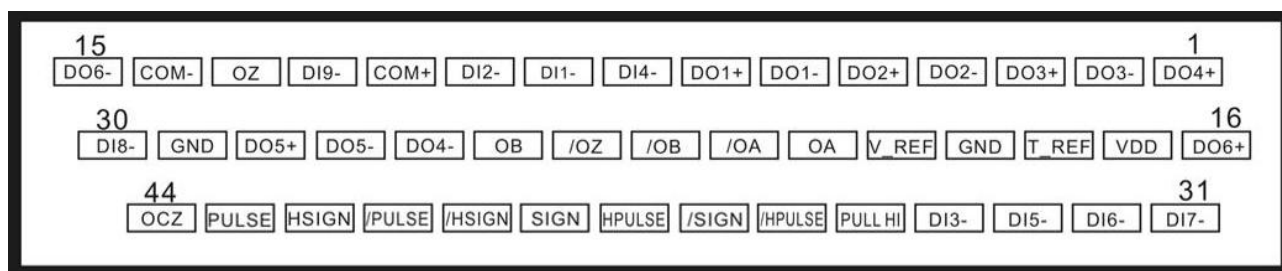 15 1
DO6- COM- OZ DI9- COM+ DI2- DI1- DI4- DO1+ DO1- DO2+ DO2- DO3+ DO3- DO4+
30 16
DI8- GND DO5+ DO5- DO4- OB /OZ /OB /OA OA V_REF GND T_REF VDD DO6+
44 31
OCZ PULSE HSIGN /PULSE /HSIGN SIGN HPULSE /SIGN /HPULSE PULL HI DI3- DI5- DI6- DI7-